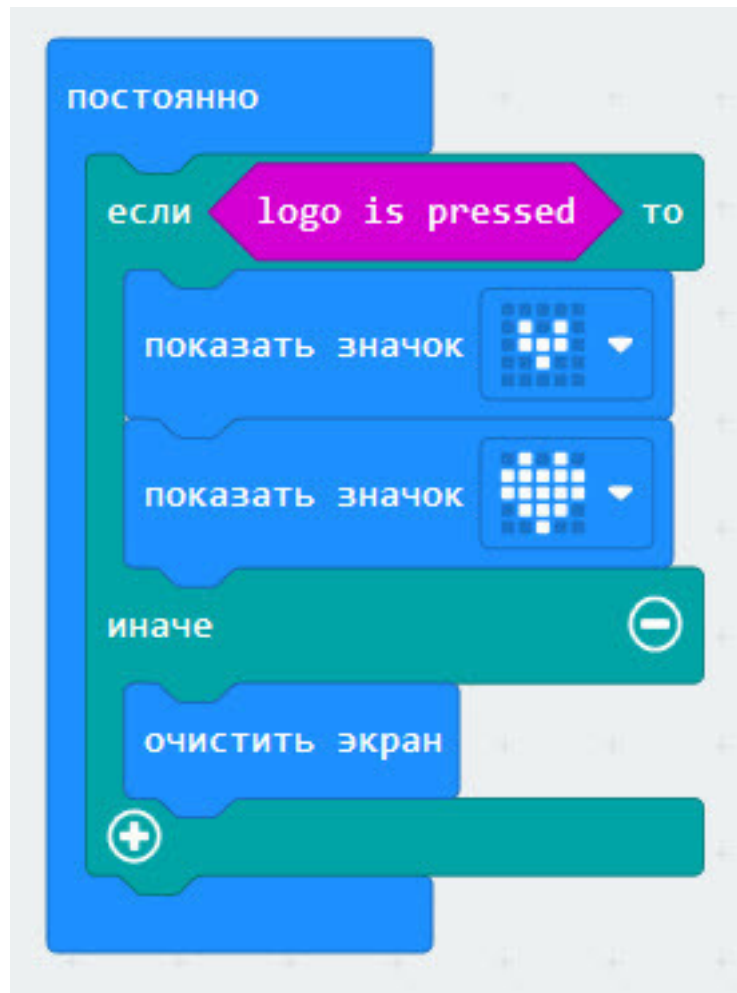 постоянно
если logo is pressed то
показать значок
показать значок
иначе
очистить экран